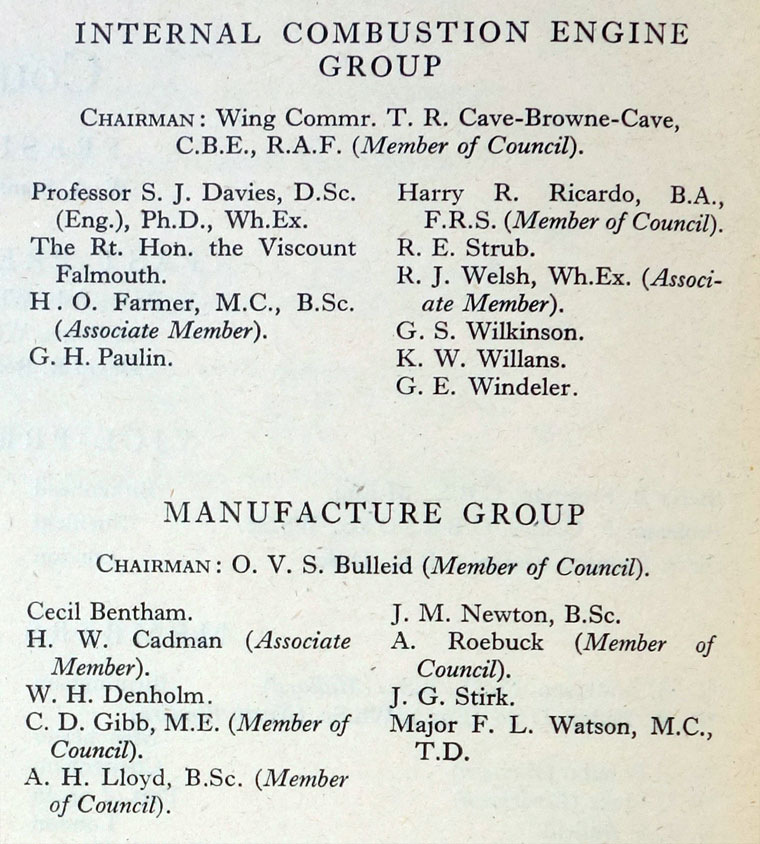 INTERNAL COMBUSTION ENGINE
GROUP
CHAIRMAN: Wing Commr. T. R. Cave-Browne-Cave,
C.B.E., R.A.F. (Member of Council).
Professor S. J. Davies, D.Sc.
(Eng.), Ph.D., Wh.Ex.
The Rt. Hon. the Viscount
Falmouth.
H. O. Farmer, M.C., B.Sc.
(Associate Member).
G. H. Paulin.
Harry R. Ricardo, B.A.,
F.R.S. (Member of Council).
R. E. Strub.
R. J. Welsh, Wh.Ex. (Associ-
ate Member).
G. S. Wilkinson.
K. W. Willans.
G. E. Windeler.
MANUFACTURE GROUP
CHAIRMAN: O. V. S. Bulleid (Member of Council).
Cecil Bentham.
H. W. Cadman (Associate
Member).
W. H. Denholm.
C. D. Gibb, M.E. (Member of
Council).
A. H. Lloyd, B.Sc. (Member
of Council).
J. M. Newton, B.Sc.
A. Roebuck (Member of
Council).
J. G. Stirk.
Major F. L. Watson, M.C.,
T.D.